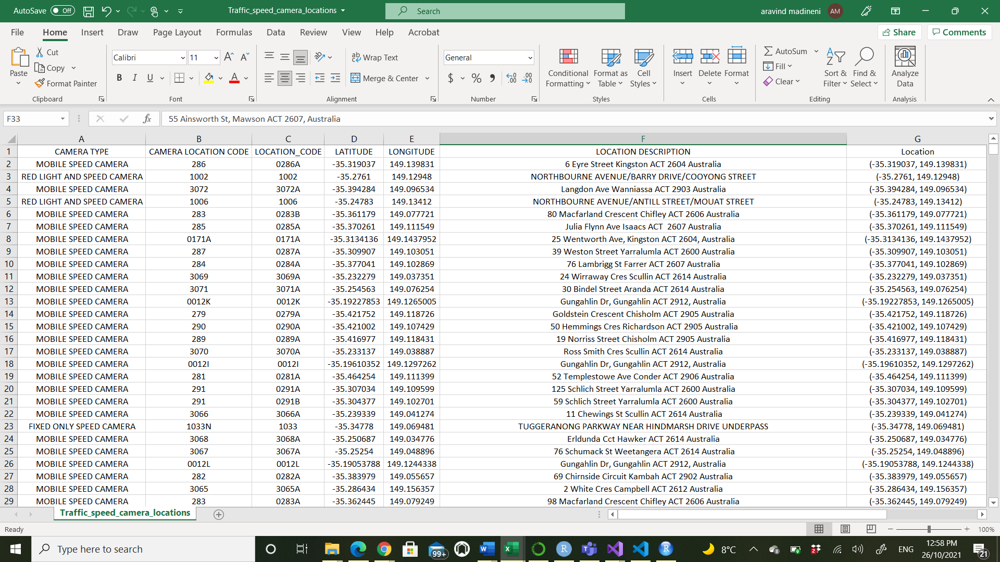 AutoSave Off Traffic_speed_camera_locations Search aravind madineni AM
File Home Insert Draw Page Layout Formulas Data Review View Help Acrobat Share Comments
Paste Cut Copy Format Painter Clipboard
Calibri 11 B I U A A A Font
ab Wrap Text Merge & Center Alignment
General $ % Number
Conditional Formatting Format as Table Cell Styles Styles
Insert Delete Format Cells
AutoSum Fill Clear Sort & Filter Find & Select Editing
Analyze Data Analysis
F33 fx 55 Ainsworth St, Mawson ACT 2607, Australia
A B C D E F G
1 CAMERA TYPE CAMERA LOCATION CODE LOCATION_CODE LATITUDE LONGITUDE LOCATION DESCRIPTION Location
2 MOBILE SPEED CAMERA 286 0286A -35.319037 149.139831 6 Eyre Street Kingston ACT 2604 Australia (-35.319037, 149.139831)
3 RED LIGHT AND SPEED CAMERA 1002 1002 -35.2761 149.12948 NORTHBOURNE AVENUE/BARRY DRIVE/COOYONG STREET (-35.2761, 149.12948)
4 MOBILE SPEED CAMERA 3072 3072A -35.394284 149.096534 Langdon Ave Wanniassa ACT 2903 Australia (-35.394284, 149.096534)
5 RED LIGHT AND SPEED CAMERA 1006 1006 -35.24783 149.13412 NORTHBOURNE AVENUE/ANTILL STREET/MOUAT STREET (-35.24783, 149.13412)
6 MOBILE SPEED CAMERA 283 0283B -35.361179 149.077721 80 Macfarland Crescent Chifley ACT 2606 Australia (-35.361179, 149.077721)
7 MOBILE SPEED CAMERA 285 0285A -35.370261 149.111549 Julia Flynn Ave Isaacs ACT  2607 Australia (-35.370261, 149.111549)
8 MOBILE SPEED CAMERA 0171A 0171A -35.3134136 149.1437952 25 Wentworth Ave, Kingston ACT 2604, Australia (-35.3134136, 149.1437952)
9 MOBILE SPEED CAMERA 287 0287A -35.309907 149.103051 39 Weston Street Yarralumla ACT 2600 Australia (-35.309907, 149.103051)
10 MOBILE SPEED CAMERA 284 0284A -35.377041 149.102869 76 Lambrigg St Farrer ACT 2607 Australia (-35.377041, 149.102869)
11 MOBILE SPEED CAMERA 3069 3069A -35.232279 149.037351 24 Wirraway Cres Scullin ACT 2614 Australia (-35.232279, 149.037351)
12 MOBILE SPEED CAMERA 3071 3071A -35.254563 149.076254 30 Bindel Street Aranda ACT 2614 Australia (-35.254563, 149.076254)
13 MOBILE SPEED CAMERA 0012K 0012K -35.19227853 149.1265005 Gungahlin Dr, Gungahlin ACT 2912, Australia (-35.19227853, 149.1265005)
14 MOBILE SPEED CAMERA 279 0279A -35.421752 149.118726 Goldstein Crescent Chisholm ACT 2905 Australia (-35.421752, 149.118726)
15 MOBILE SPEED CAMERA 290 0290A -35.421002 149.107429 50 Hemmings Cres Richardson ACT 2905 Australia (-35.421002, 149.107429)
16 MOBILE SPEED CAMERA 289 0289A -35.416977 149.118431 19 Norriss Street Chisholm ACT 2905 Australia (-35.416977, 149.118431)
17 MOBILE SPEED CAMERA 3070 3070A -35.233137 149.038887 Ross Smith Cres Scullin ACT 2614 Australia (-35.233137, 149.038887)
18 MOBILE SPEED CAMERA 0012I 0012I -35.19610352 149.1297262 Gungahlin Dr, Gungahlin ACT 2912, Australia (-35.19610352, 149.1297262)
19 MOBILE SPEED CAMERA 281 0281A -35.464254 149.111399 52 Templestowe Ave Conder ACT 2906 Australia (-35.464254, 149.111399)
20 MOBILE SPEED CAMERA 291 0291A -35.307034 149.109599 125 Schlich Street Yarralumla ACT 2600 Australia (-35.307034, 149.109599)
21 MOBILE SPEED CAMERA 291 0291B -35.304377 149.102701 59 Schlich Street Yarralumla ACT 2600 Australia (-35.304377, 149.102701)
22 MOBILE SPEED CAMERA 3066 3066A -35.239339 149.041274 11 Chewings St Scullin ACT 2614 Australia (-35.239339, 149.041274)
23 FIXED ONLY SPEED CAMERA 1033N 1033 -35.34778 149.069481 TUGGERANONG PARKWAY NEAR HINDMARSH DRIVE UNDERPASS (-35.34778, 149.069481)
24 MOBILE SPEED CAMERA 3068 3068A -35.250687 149.034776 Erldunda Cct Hawker ACT 2614 Australia (-35.250687, 149.034776)
25 MOBILE SPEED CAMERA 3067 3067A -35.25254 149.048896 76 Schumack St Weetangera ACT 2614 Australia (-35.25254, 149.048896)
26 MOBILE SPEED CAMERA 0012L 0012L -35.19053788 149.1244338 Gungahlin Dr, Gungahlin ACT 2912, Australia (-35.19053788, 149.1244338)
27 MOBILE SPEED CAMERA 282 0282A -35.383979 149.055657 69 Chirnside Circuit Kambah ACT 2902 Australia (-35.383979, 149.055657)
28 MOBILE SPEED CAMERA 3065 3065A -35.286434 149.156357 2 White Cres Campbell ACT 2612 Australia (-35.286434, 149.156357)
29 MOBILE SPEED CAMERA 283 0283A -35.362445 149.079249 98 Macfarland Crescent Chifley ACT 2606 Australia (-35.362445, 149.079249)
Traffic_speed_camera_locations
Ready 100%
Type here to search 99+ 8°C ENG 12:58 PM 26/10/2021 21